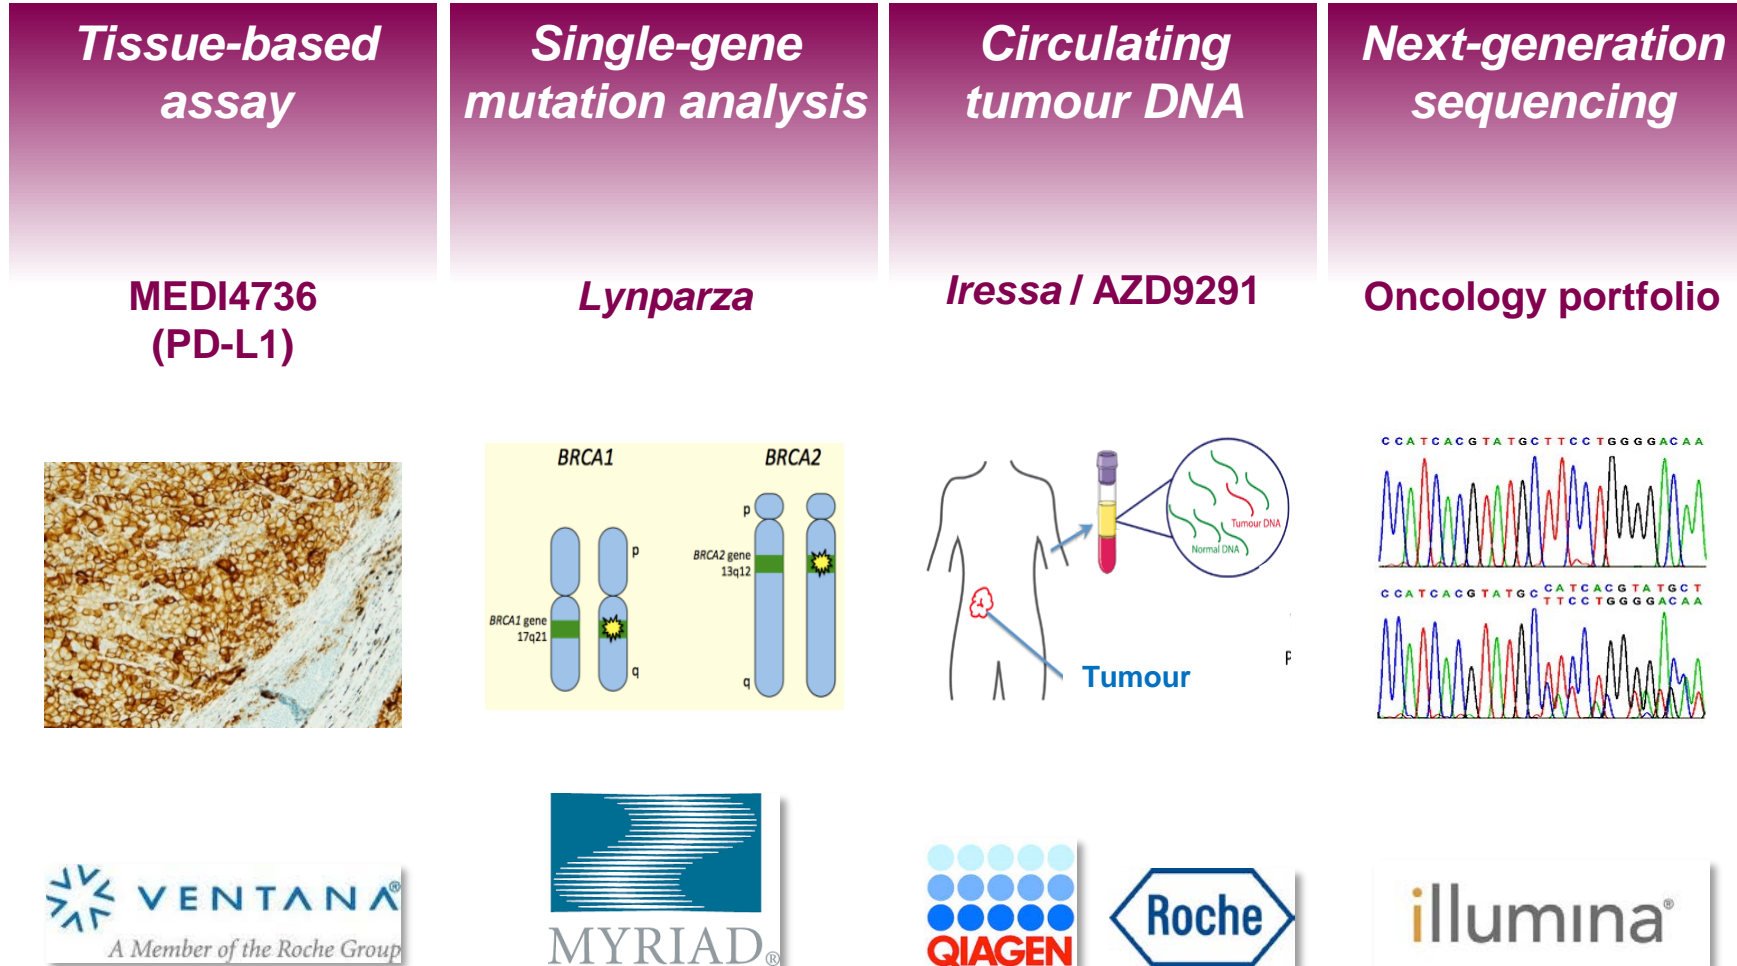 Tissue-based
assay
MEDI4736
(PD-L1)
VENTANA®
A Member of the Roche Group
Single-gene
mutation analysis
Lynparza
BRCA1
BRCA2
p
BRCA2 gene
13q12
p
BRCA1 gene
17q21
q
q
MYRIAD®
Circulating
tumour DNA
Iressa / AZD9291
Tumour DNA
Normal DNA
p
Tumour
QIAGEN
Roche
Next-generation
sequencing
Oncology portfolio
CCATCACGTATGCTTCCTGGGGACAA
CCATCACGTATGCCATCACGTATGCT
TTCCTGGGGACAA
illumina®